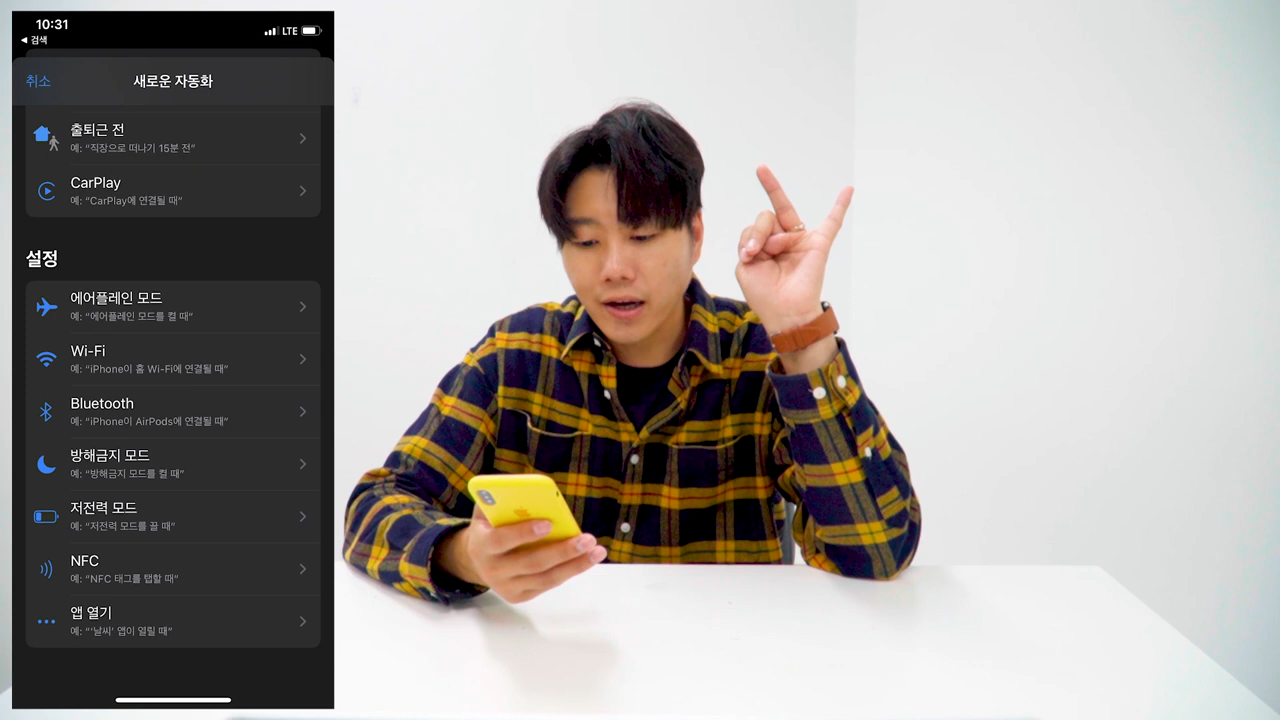 10:31
LTE
◀ 검색
취소
새로운 자동화
출퇴근 전
예: “직장으로 떠나기 15분 전”
CarPlay
예: “CarPlay에 연결될 때”
설정
에어플레인 모드
예: “에어플레인 모드를 켤 때”
Wi-Fi
예: “iPhone이 홈 Wi-Fi에 연결될 때”
Bluetooth
예: “iPhone이 AirPods에 연결될 때”
방해금지 모드
예: “방해금지 모드를 켤 때”
저전력 모드
예: “저전력 모드를 끌 때”
NFC
예: “NFC 태그를 탭할 때”
앱 열기
예: “‘날씨’ 앱이 열릴 때”